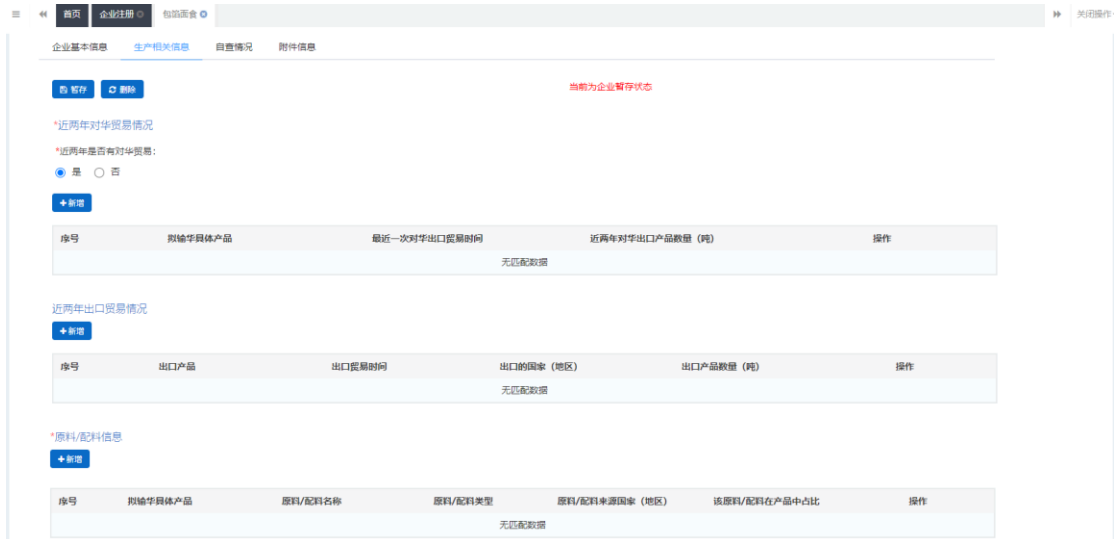 首页 企业注册 包馅面食 关闭操作
企业基本信息 生产相关信息 自查情况 附件信息
暂存 删除 当前为企业暂存状态
*近两年对华贸易情况
*近两年是否有对华贸易：
是 否
+新增
序号 拟输华具体产品 最近一次对华出口贸易时间 近两年对华出口产品数量（吨） 操作
无匹配数据
近两年出口贸易情况
+新增
序号 出口产品 出口贸易时间 出口的国家（地区） 出口产品数量（吨） 操作
无匹配数据
*原料/配料信息
+新增
序号 拟输华具体产品 原料/配料名称 原料/配料类型 原料/配料来源国家（地区） 该原料/配料在产品中占比 操作
无匹配数据